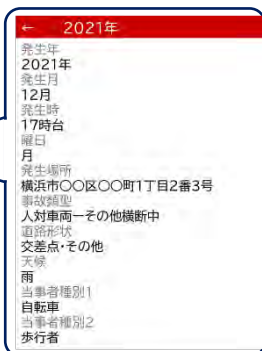 ← 2021年
発生年
2021年
発生月
12月
発生時
17時台
曜日
月
発生場所
横浜市〇〇区〇〇町1丁目2番3号
事故類型
人対車両ーその他横断中
道路形状
交差点・その他
天候
雨
当事者種別1
自転車
当事者種別2
歩行者